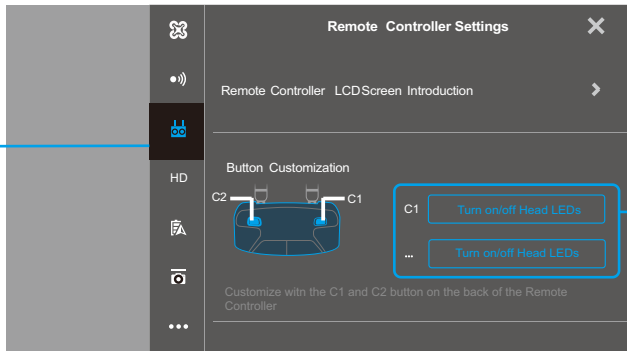 Remote Controller Settings
Remote Controller LCDScreen Introduction
HD
Button Customization
C2
C1
C1 Turn on/off Head LEDs
... Turn on/off Head LEDs
Customize witn the C1 and C2 button on the back of the Remote
Controller